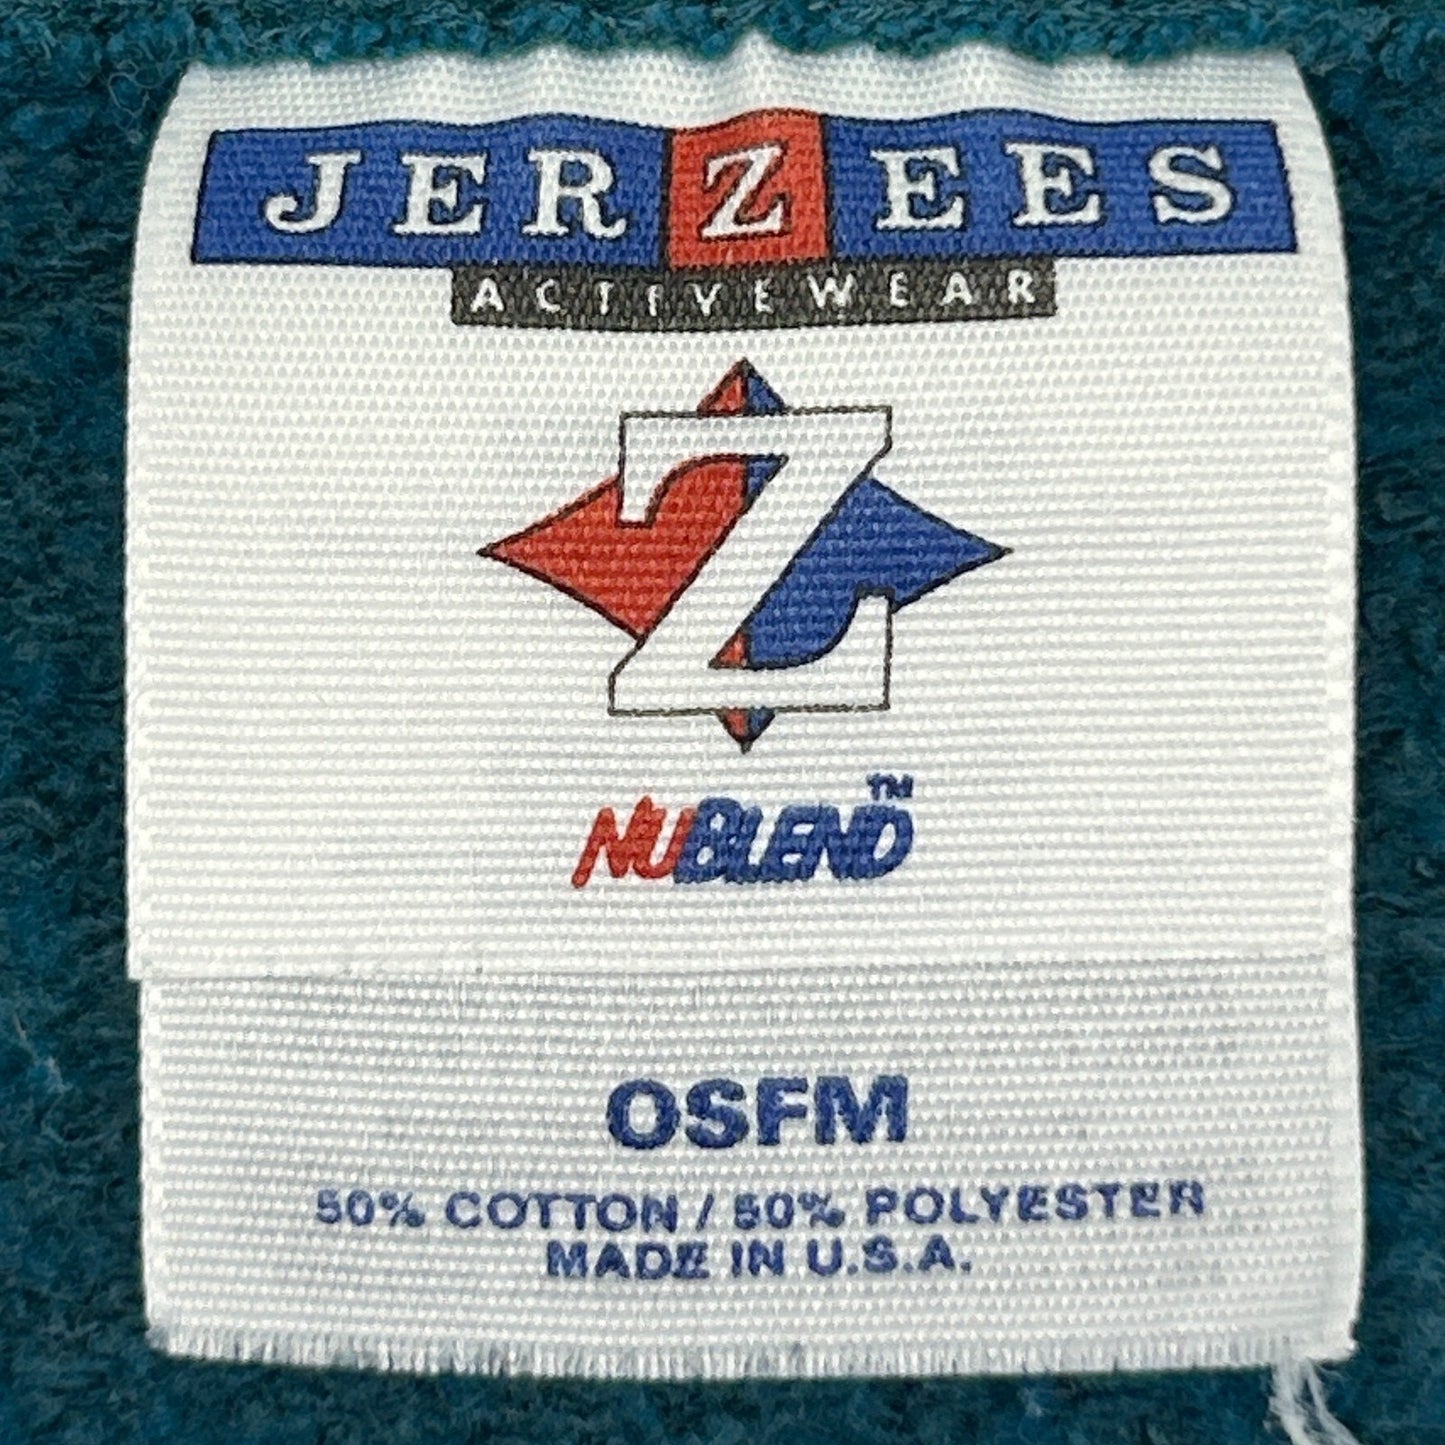 JERZEES
ACTIVEWEAR
Z
NUBLEND™
OSFM
50% COTTON / 50% POLYESTER
MADE IN U.S.A.